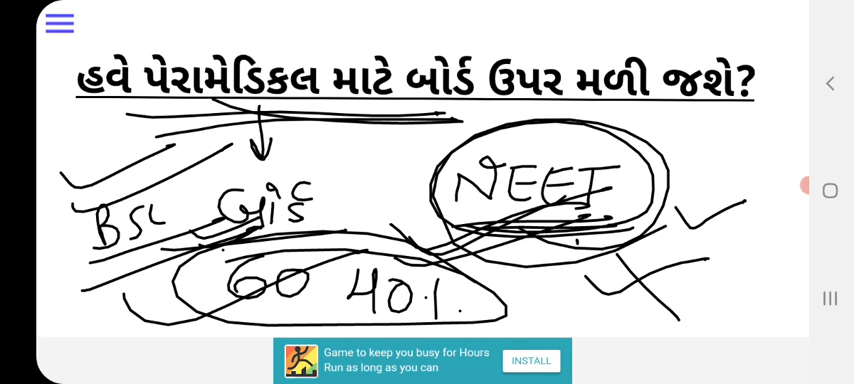 હવે પેરામેડિકલ માટે બોર્ડ ઉપર મળી જશે?
NEET
BSC
60 40%.
Game to keep you busy for Hours
Run as long as you can
INSTALL